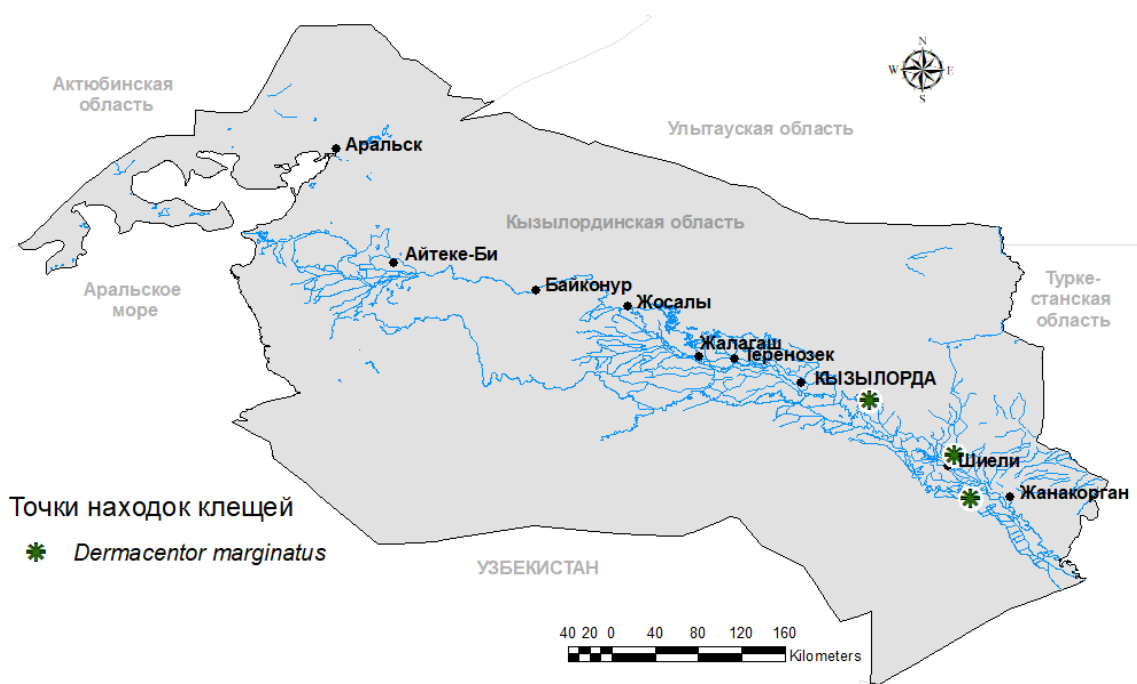 N
W E
S
Актюбинская
область
Улытауская область
Аральск
Кызылординская область
Айтеке-Би
Аральское
море
Байконур
Жосалы
Турке-
станская
область
Жалагаш
Теренозек
КЫЗЫЛОРДА
Шиели
Жанакорган
Точки находок клещей
Dermacentor marginatus
УЗБЕКИСТАН
40 20 0 40 80 120 160
Kilometers